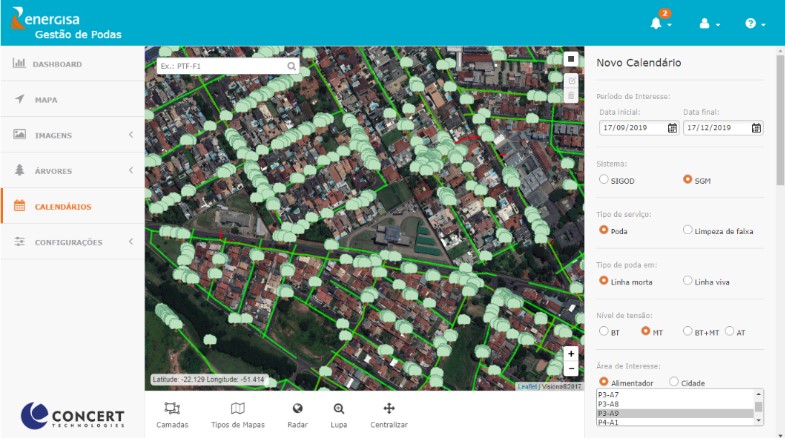 energisa
Gestão de Podas
2
DASHBOARD
MAPA
IMAGENS
ÁRVORES
CALENDÁRIOS
CONFIGURAÇÕES
CONCERT
TECHNOLOGIES
Ex.: PTF-F1
+
−
Latitude: -22.129 Longitude: -51.414
Leaflet | Visiona©2017
Camadas
Tipos de Mapas
Radar
Lupa
Centralizar
Novo Calendário
Período de Interesse:
Data inicial: Data final:
17/09/2019 17/12/2019
Sistema:
SIGOD SGM
Tipo de serviço:
Poda Limpeza de faixa
Tipo de poda em:
Linha morta Linha viva
Nível de tensão:
BT MT BT+MT AT
Área de Interesse:
Alimentador Cidade
P3-A7
P3-A8
P3-A9
P4-A1